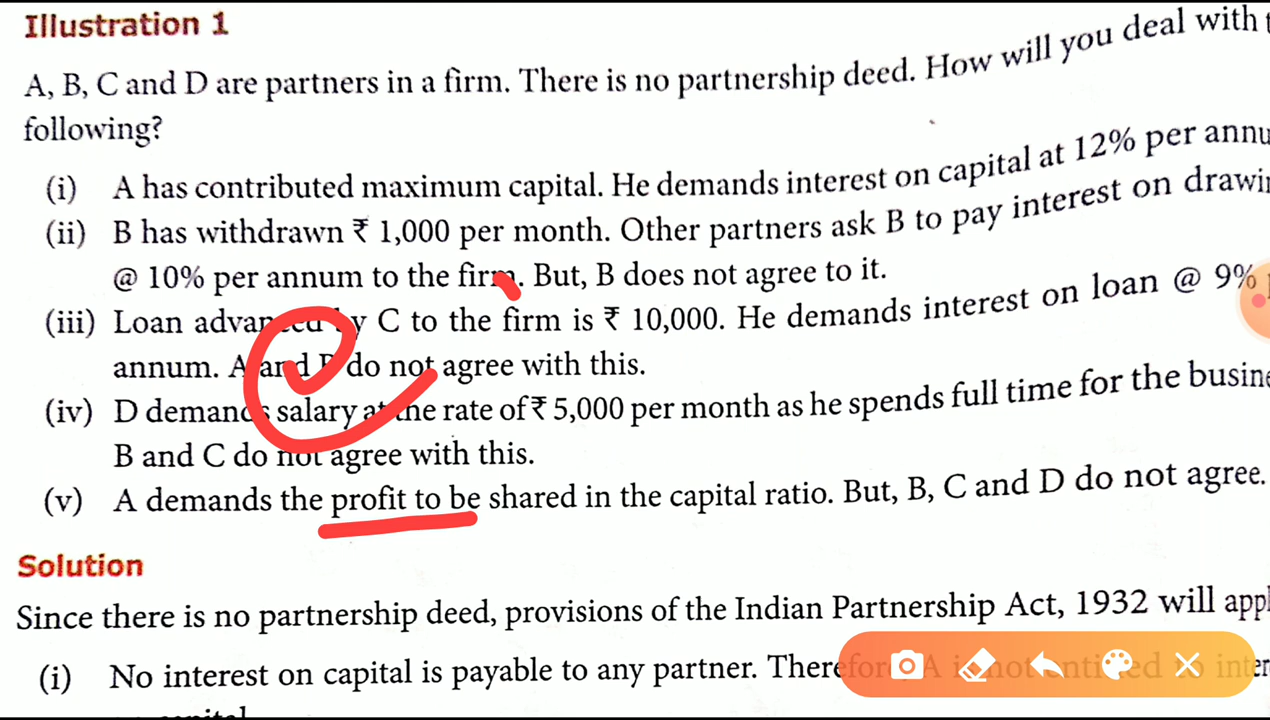 Illustration 1
A, B, C and D are partners in a firm. There is no partnership deed. How will you deal with
following?
(i) A has contributed maximum capital. He demands interest on capital at 12% per
(ii) B has withdrawn ₹ 1,000 per month. Other partners ask B to pay interest on
@ 10% per annum to the firm. But, B does not agree to it.
(iii) Loan advanced by C to the firm is ₹ 10,000. He demands interest on loan @ 9%
annum. A and do not agree with this.
(iv) D demands salary at the rate of ₹ 5,000 per month as he spends full time for the
B and C do not agree with this.
(v) A demands the profit to be shared in the capital ratio. But, B, C and D do not agree.
Solution
Since there is no partnership deed, provisions of the Indian Partnership Act, 1932 will
(i) No interest on capital is payable to any partner. Therefore, A is not entitled to